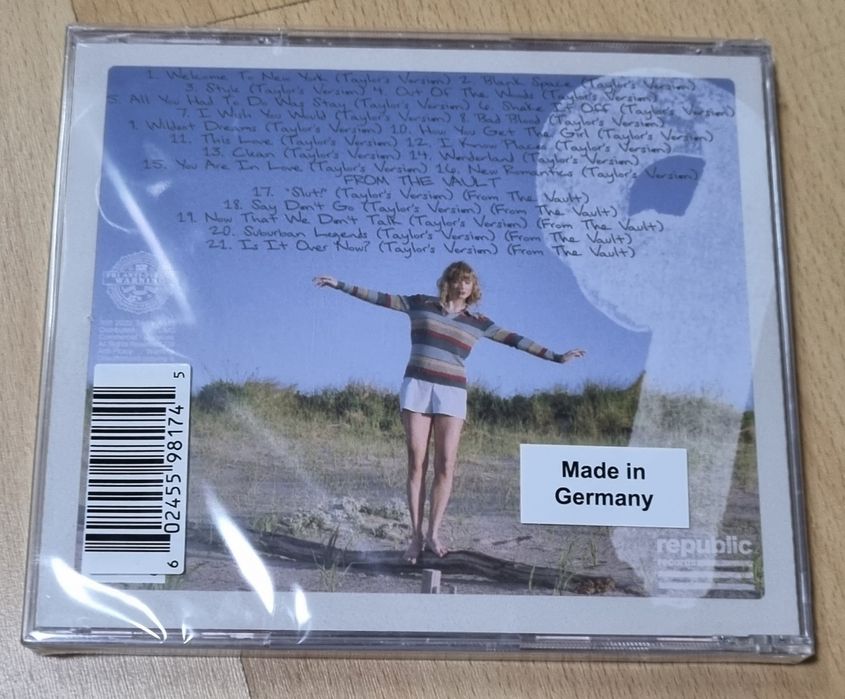 1. Welcome To New York (Taylor's Version) 2. Blank Space (Taylor's Version)
3. Style (Taylor's Version) 4. Out Of The Woods (Taylor's Version)
5. All You Had To Do Was Stay (Taylor's Version) 6. Shake It Off (Taylor's Version)
7. I Wish You Would (Taylor's Version) 8. Bad Blood (Taylor's Version)
9. Wildest Dreams (Taylor's Version) 10. How You Get The Girl (Taylor's Version)
11. This Love (Taylor's Version) 12. I Know Places (Taylor's Version)
13. Clean (Taylor's Version) 14. Wonderland (Taylor's Version)
15. You Are In Love (Taylor's Version) 16. New Romantics (Taylor's Version)
FROM THE VAULT
17. "Slut!" (Taylor's Version) (From The Vault)
18. Say Don't Go (Taylor's Version) (From The Vault)
19. Now That We Don't Talk (Taylor's Version) (From The Vault)
20. Suburban Legends (Taylor's Version) (From The Vault)
21. Is It Over Now? (Taylor's Version) (From The Vault)
WARNING
6 02455 98174 5
Made in
Germany
republic
records